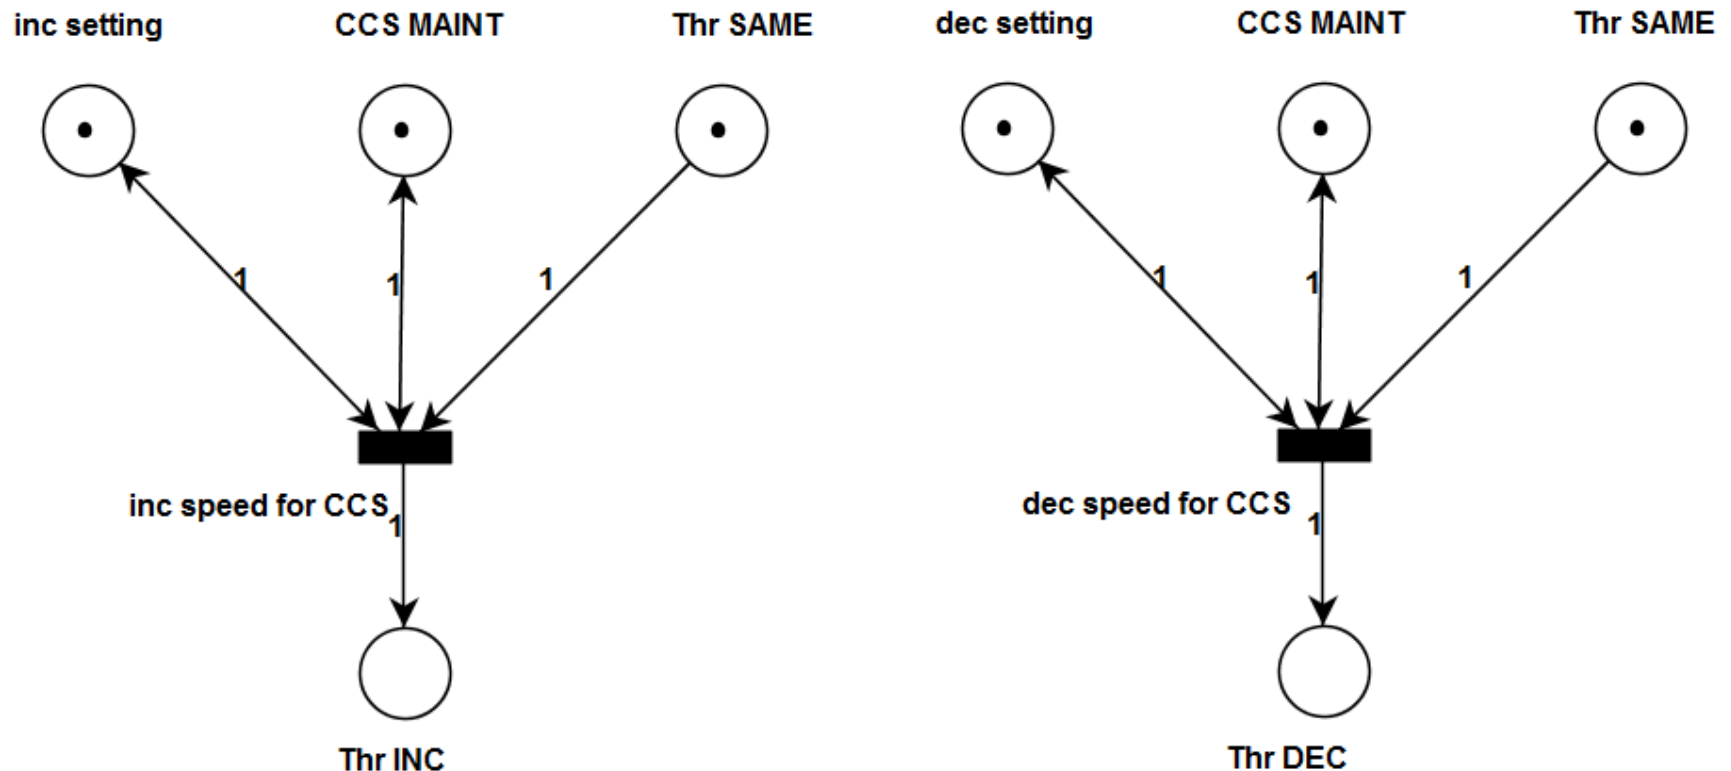 inc setting
CCS MAINT
Thr SAME
dec setting
CCS MAINT
Thr SAME
1
1
1
1
1
1
inc speed for CCS
1
dec speed for CCS
1
Thr INC
Thr DEC